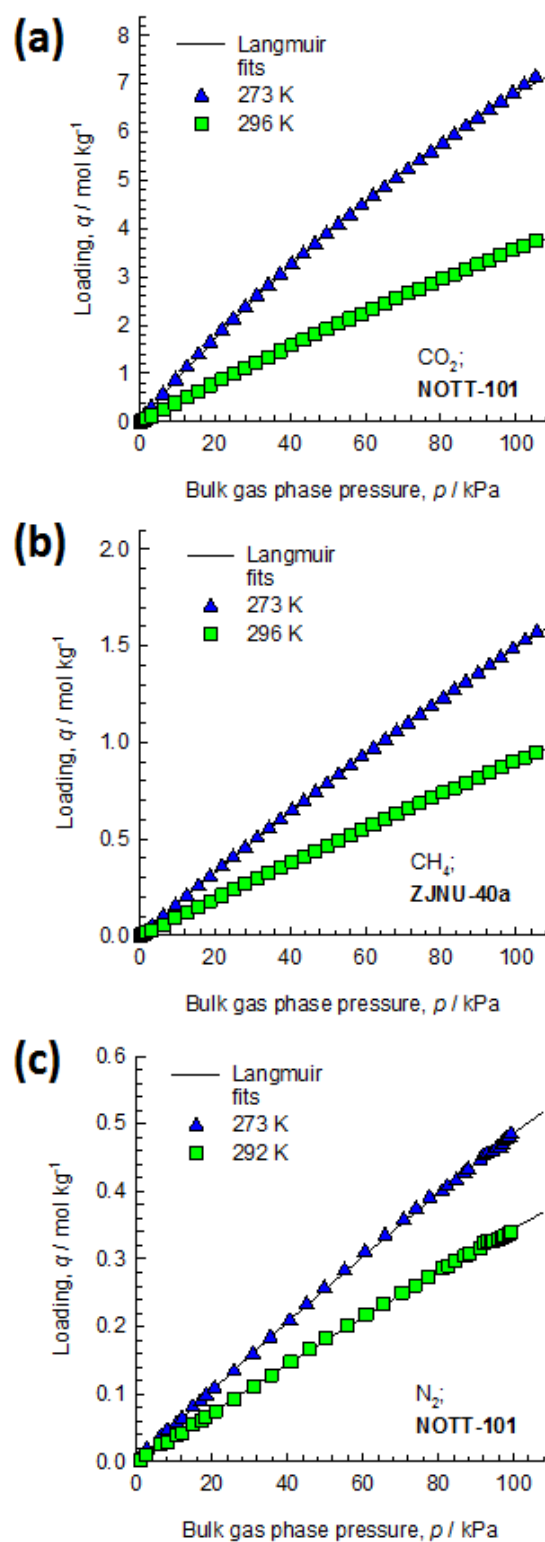 (a)
Langmuir
fits
273 K
296 K
8
7
6
5
4
3
2
1
0
Loading, q / mol kg⁻¹
CO₂;
NOTT-101
0 20 40 60 80 100
Bulk gas phase pressure, p / kPa
(b)
Langmuir
fits
273 K
296 K
2.0
1.5
1.0
0.5
0.0
Loading, q / mol kg⁻¹
CH₄;
ZJNU-40a
0 20 40 60 80 100
Bulk gas phase pressure, p / kPa
(c)
Langmuir
fits
273 K
292 K
0.6
0.5
0.4
0.3
0.2
0.1
0.0
Loading, q / mol kg⁻¹
N₂;
NOTT-101
0 20 40 60 80 100
Bulk gas phase pressure, p / kPa